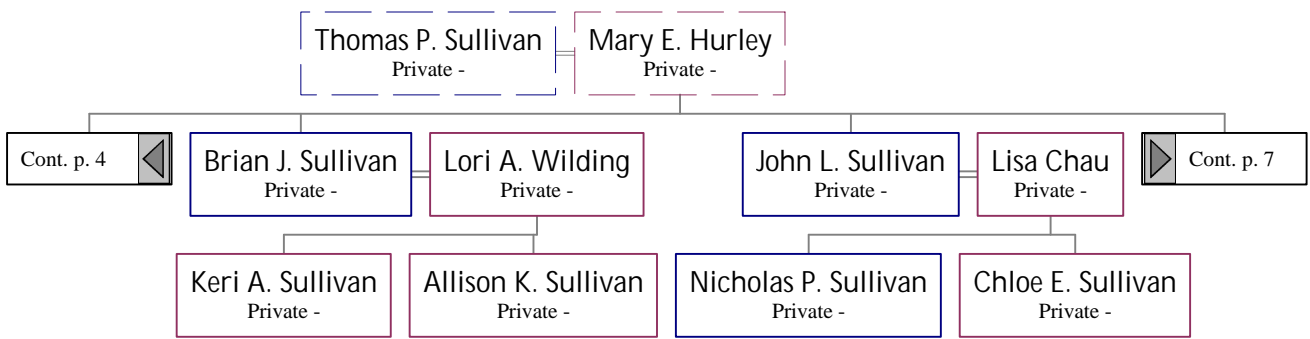 Thomas P. Sullivan
Private -
Mary E. Hurley
Private -
Cont. p. 4
Brian J. Sullivan
Private -
Lori A. Wilding
Private -
John L. Sullivan
Private -
Lisa Chau
Private -
Cont. p. 7
Keri A. Sullivan
Private -
Allison K. Sullivan
Private -
Nicholas P. Sullivan
Private -
Chloe E. Sullivan
Private -